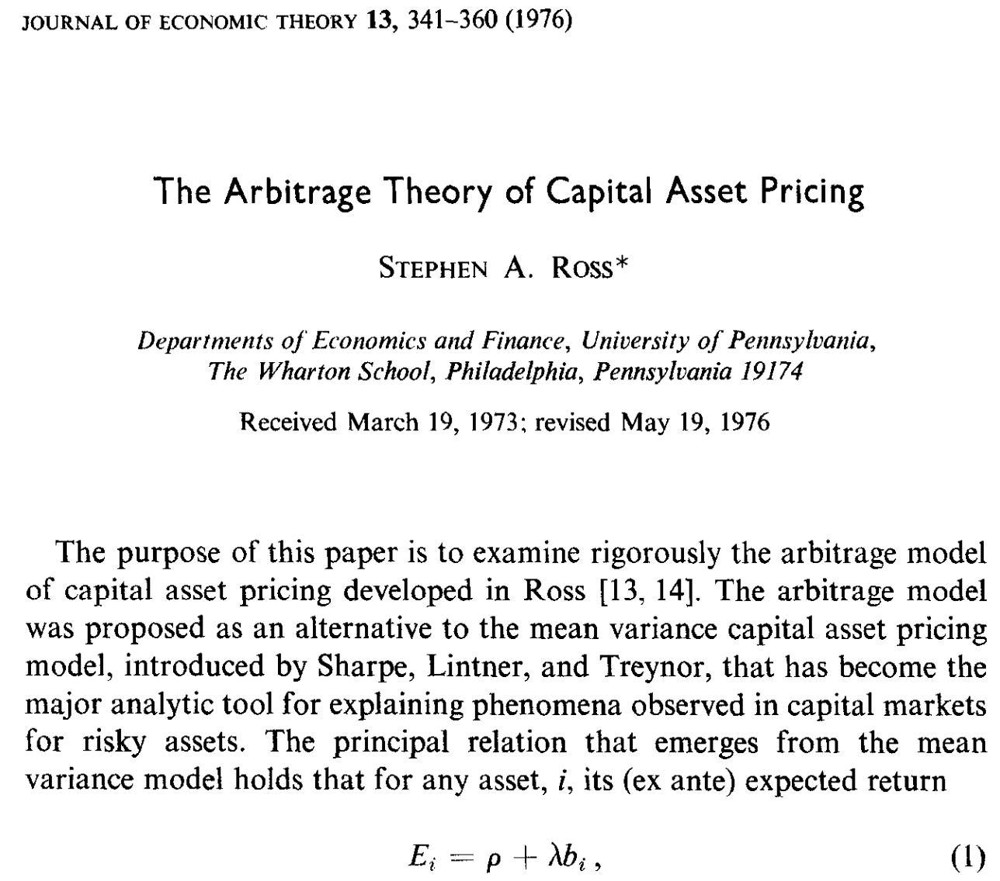 JOURNAL OF ECONOMIC THEORY 13, 341–360 (1976)
The Arbitrage Theory of Capital Asset Pricing
STEPHEN A. ROSS*
Departments of Economics and Finance, University of Pennsylvania,
The Wharton School, Philadelphia, Pennsylvania 19174
Received March 19, 1973; revised May 19, 1976
The purpose of this paper is to examine rigorously the arbitrage model
of capital asset pricing developed in Ross [13, 14]. The arbitrage model
was proposed as an alternative to the mean variance capital asset pricing
model, introduced by Sharpe, Lintner, and Treynor, that has become the
major analytic tool for explaining phenomena observed in capital markets
for risky assets. The principal relation that emerges from the mean
variance model holds that for any asset, i, its (ex ante) expected return
Eᵢ = ρ + λbᵢ , (1)